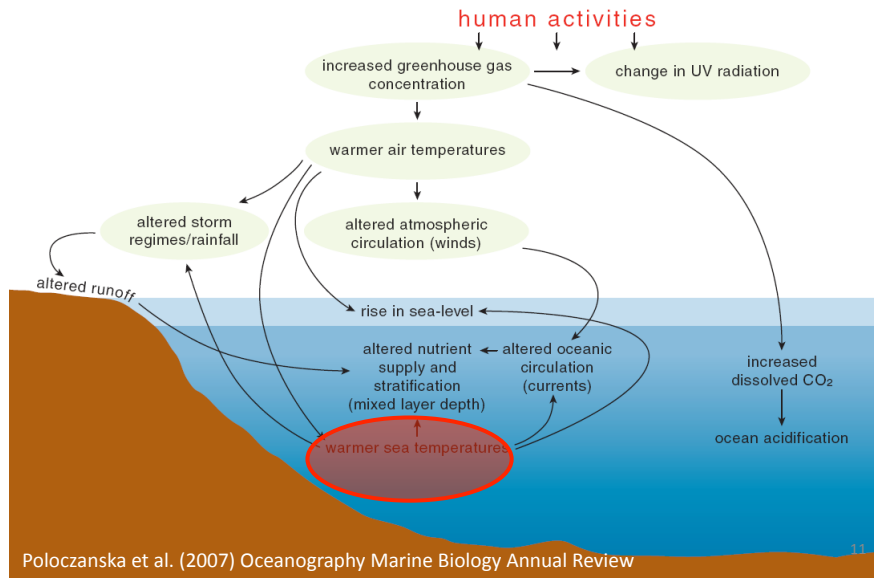 human activities
increased greenhouse gas
concentration
change in UV radiation
warmer air temperatures
altered storm
regimes/rainfall
altered atmospheric
circulation (winds)
altered runoff
rise in sea-level
altered nutrient
supply and
stratification
(mixed layer depth)
altered oceanic
circulation
(currents)
increased
dissolved CO₂
ocean acidification
warmer sea temperatures
Poloczanska et al. (2007) Oceanography Marine Biology Annual Review
11